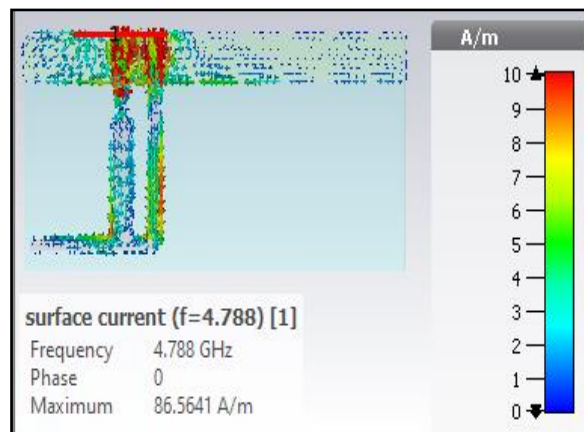 A/m
10
9
8
7
6
5
4
3
2
1
0
surface current (f=4.788) [1]
Frequency 4.788 GHz
Phase 0
Maximum 86.5641 A/m